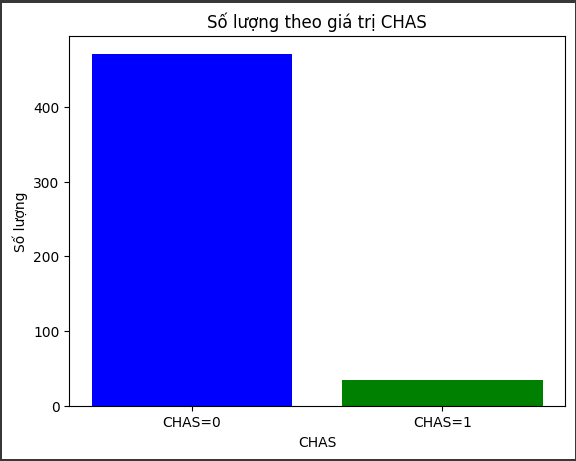 Số lượng theo giá trị CHAS
Số lượng
400
300
200
100
0
CHAS=0
CHAS=1
CHAS